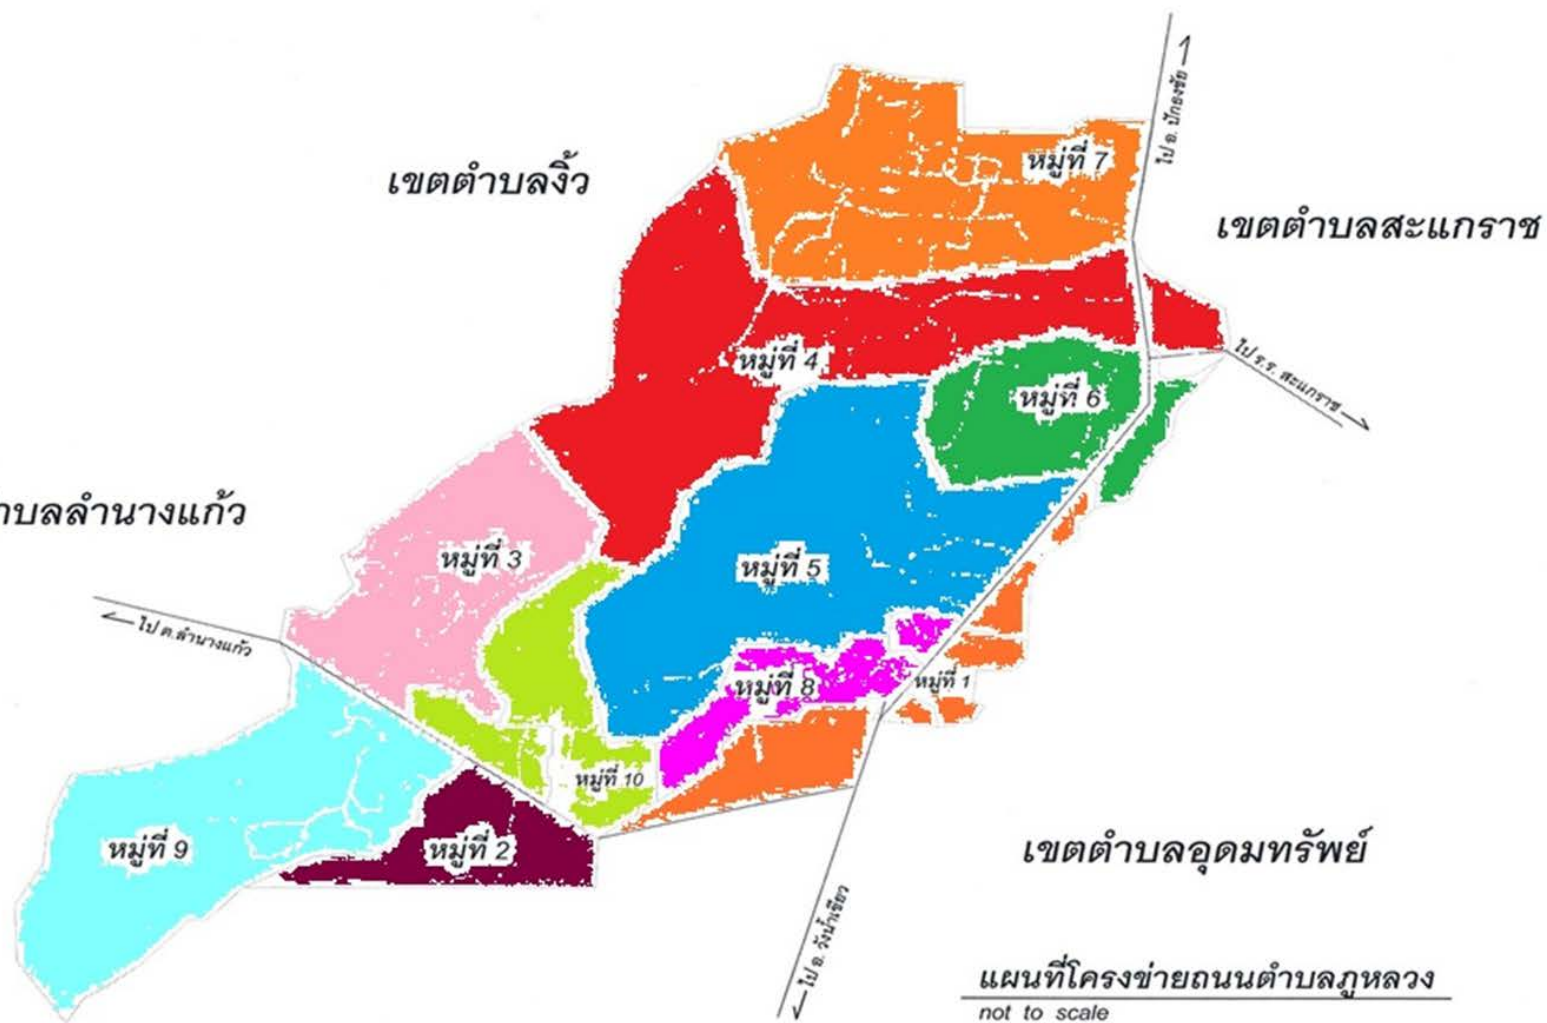 ไป อ. ปักธงชัย
หมู่ที่ 7
เขตตำบลงิ้ว
เขตตำบลสะแกราช
หมู่ที่ 4
ไป ร.ร. สะแกราช
หมู่ที่ 6
ตำบลลำนางแก้ว
หมู่ที่ 3
หมู่ที่ 5
ไป ต.ลำนางแก้ว
หมู่ที่ 8
หมู่ที่ 1
หมู่ที่ 10
หมู่ที่ 9
หมู่ที่ 2
เขตตำบลอุดมทรัพย์
ไป อ. วังน้ำเขียว
แผนที่โครงข่ายถนนตำบลภูหลวง
not to scale